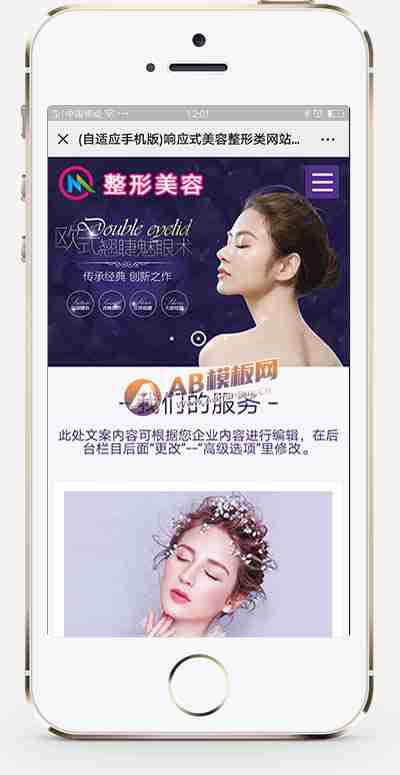 中国移动 12:01
(自适应手机版)响应式美容整形类网站...
整形美容
Double eyelid
欧式翘睫魅眼术
传承经典 创新之作
AB模板网
- 我们的服务 -
此处文案内容可根据您企业内容进行编辑，在后
台栏目后面“更改”--“高级选项”里修改。